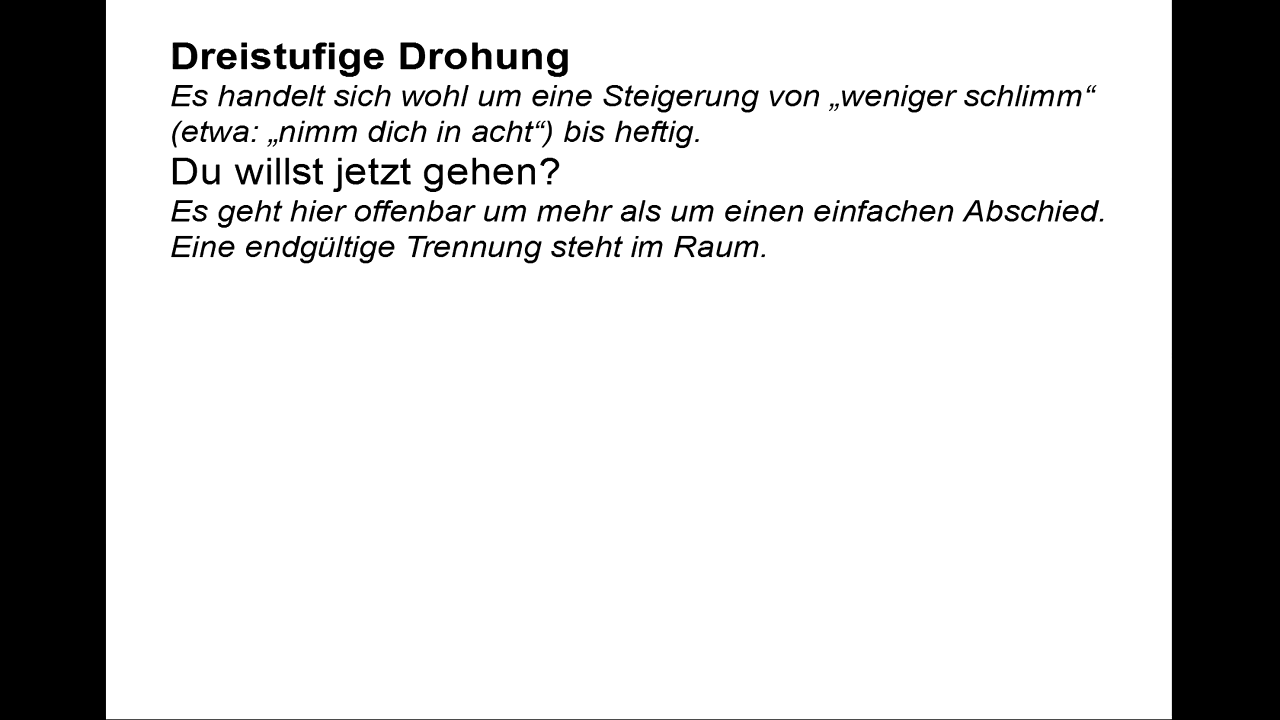 Dreistufige Drohung
Es handelt sich wohl um eine Steigerung von „weniger schlimm“
(etwa: „nimm dich in acht“) bis heftig.
Du willst jetzt gehen?
Es geht hier offenbar um mehr als um einen einfachen Abschied.
Eine endgültige Trennung steht im Raum.